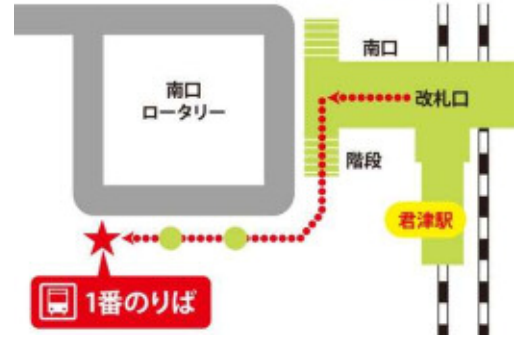 南口
改札口
南口
ロータリー
階段
君津駅
1番のりば